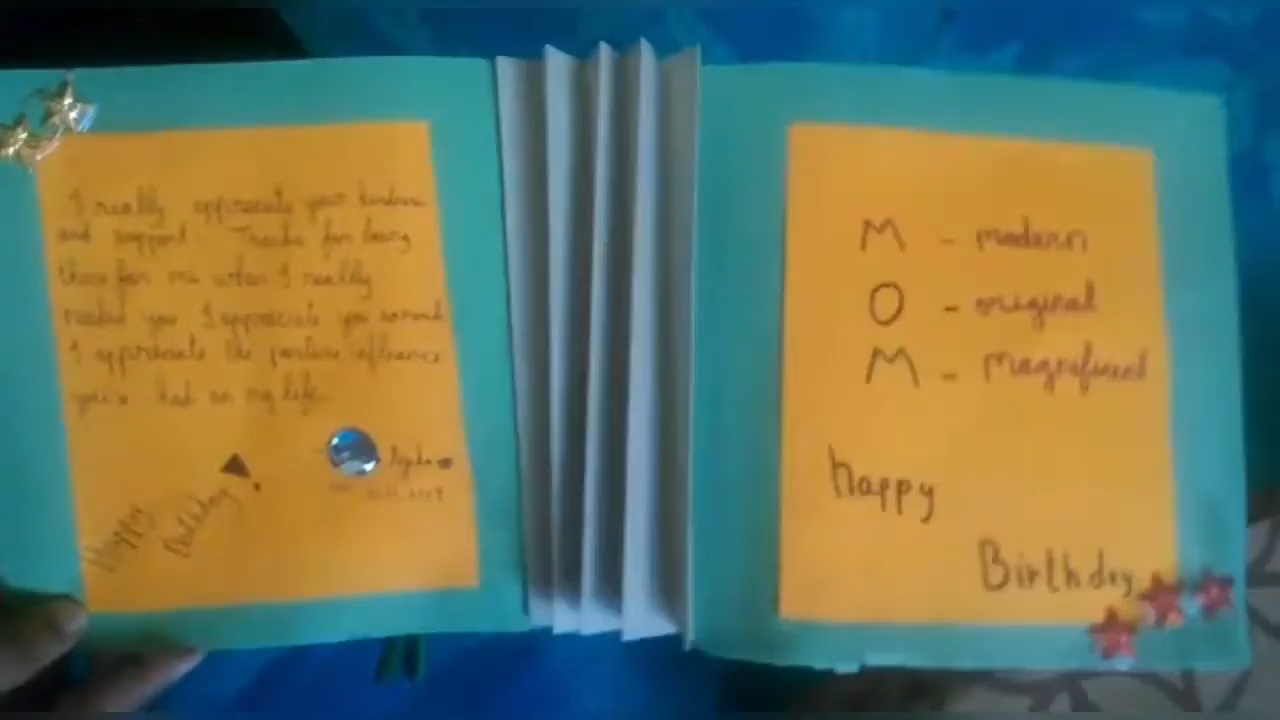 I really appreciate your kindness
and support. Thanks for being
there for me when I really
needed you. I appreciate you around
I appreciate the positive influence
you've had on my life.
Happy
Birthday!
M - modern
O - original
M - magnificent
Happy
Birthday